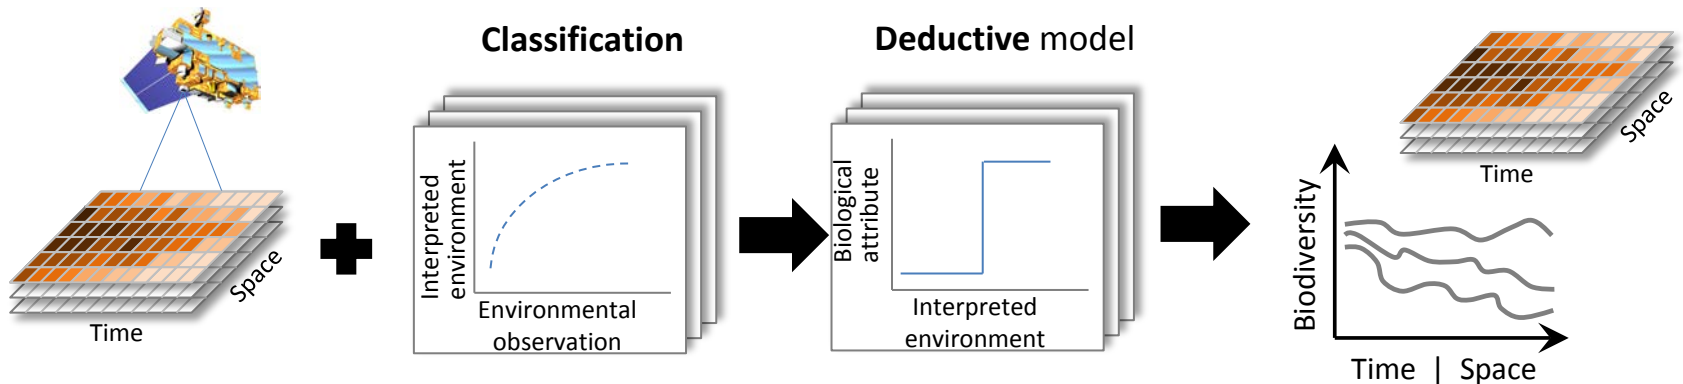 Classification
Deductive model
Time
Space
Interpreted
environment
Environmental
observation
Biological
attribute
Interpreted
environment
Time
Space
Biodiversity
Time | Space